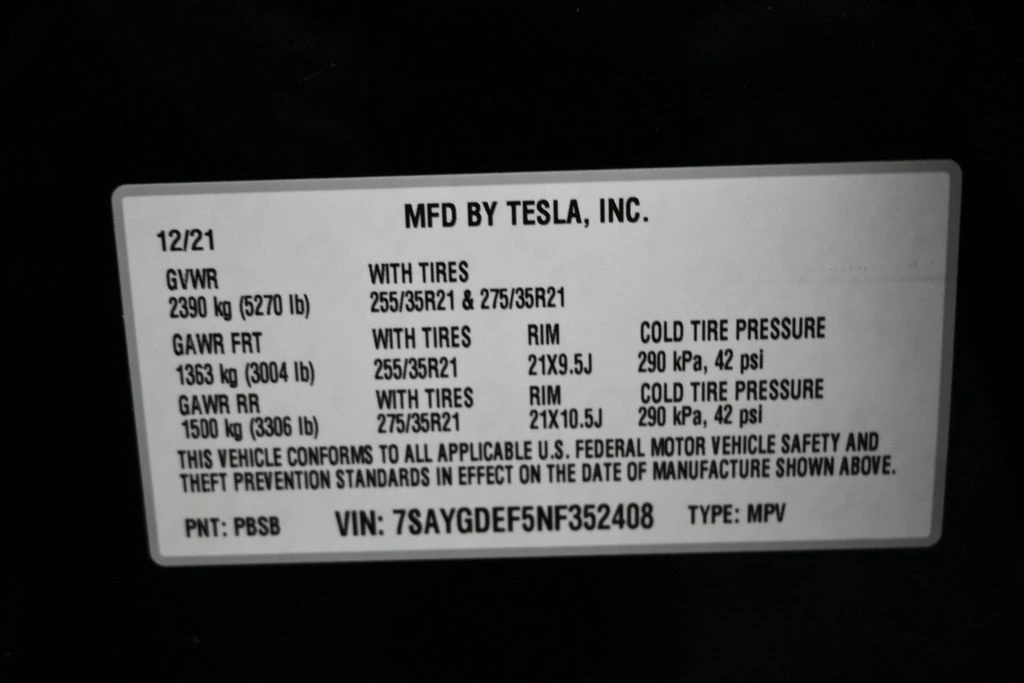 MFD BY TESLA, INC.
12/21
GVWR WITH TIRES
2390 kg (5270 lb) 255/35R21 & 275/35R21
GAWR FRT WITH TIRES RIM COLD TIRE PRESSURE
1363 kg (3004 lb) 255/35R21 21X9.5J 290 kPa, 42 psi
GAWR RR WITH TIRES RIM COLD TIRE PRESSURE
1500 kg (3306 lb) 275/35R21 21X10.5J 290 kPa, 42 psi
THIS VEHICLE CONFORMS TO ALL APPLICABLE U.S. FEDERAL MOTOR VEHICLE SAFETY AND
THEFT PREVENTION STANDARDS IN EFFECT ON THE DATE OF MANUFACTURE SHOWN ABOVE.
PNT: PBSB VIN: 7SAYGDEF5NF352408 TYPE: MPV